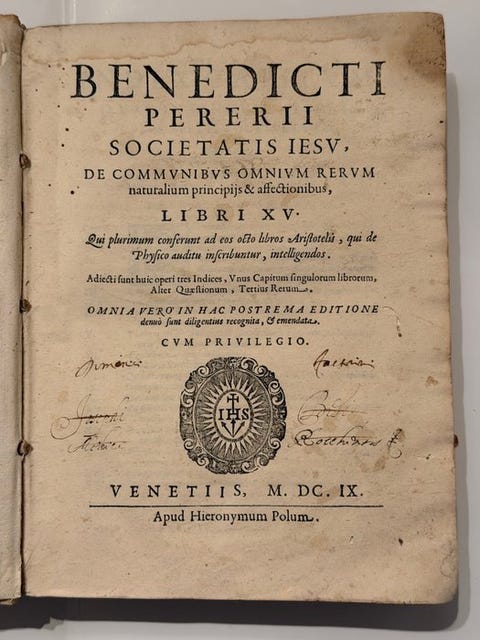 BENEDICTI
PERERII
SOCIETATIS IESV,
DE COMMVNIBVS OMNIVM RERVM
naturalium principijs & affectionibus,
LIBRI XV.
Qui plurimum conferunt ad eos octo libros Aristotelis, qui de
Physico auditu inscribuntur, intelligendos.
Adiecti sunt huic operi tres Indices, Vnus Capitum singulorum librorum,
Alter Quæstionum, Tertius Rerum.
OMNIA VERO IN HAC POSTREMA EDITIONE
denuò sunt diligentius recognita, & emendata.
CVM PRIVILEGIO.
IHS
VENETIIS, M. DC. IX.
Apud Hieronymum Polum.